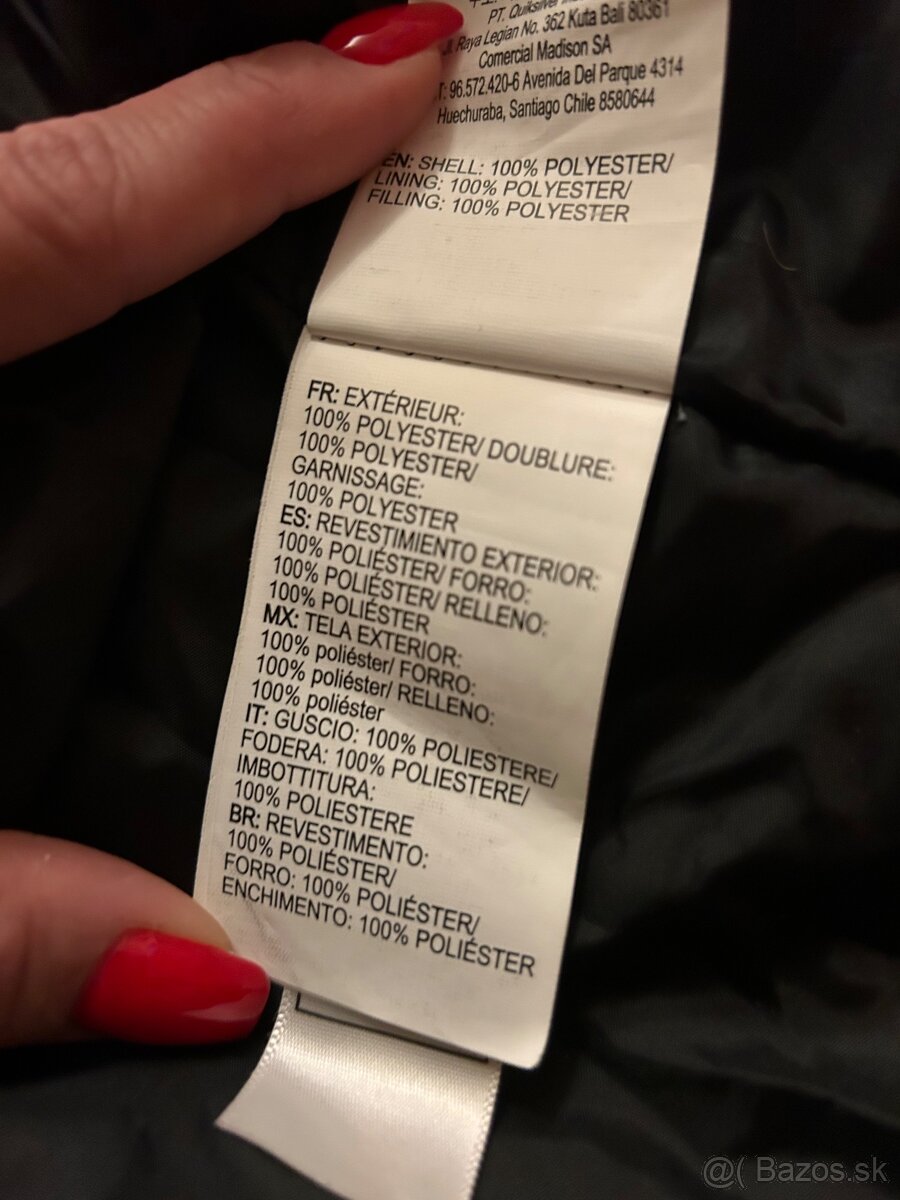 PT. Quiksilver
Raya Legian No. 362 Kuta Bali 80361
Comercial Madison SA
T: 96.572.420-6 Avenida Del Parque 4314
Huechuraba, Santiago Chile 8580644
EN: SHELL: 100% POLYESTER/
LINING: 100% POLYESTER/
FILLING: 100% POLYESTER
FR: EXTÉRIEUR:
100% POLYESTER/ DOUBLURE:
100% POLYESTER/
GARNISSAGE:
100% POLYESTER
ES: REVESTIMIENTO EXTERIOR:
100% POLIÉSTER/ FORRO:
100% POLIÉSTER/ RELLENO:
100% POLIÉSTER
MX: TELA EXTERIOR:
100% poliéster/ FORRO:
100% poliéster/ RELLENO:
100% poliéster
IT: GUSCIO: 100% POLIESTERE/
FODERA: 100% POLIESTERE/
IMBOTTITURA:
100% POLIESTERE
BR: REVESTIMENTO:
100% POLIÉSTER/
FORRO: 100% POLIÉSTER/
ENCHIMENTO: 100% POLIÉSTER
@( Bazos.sk